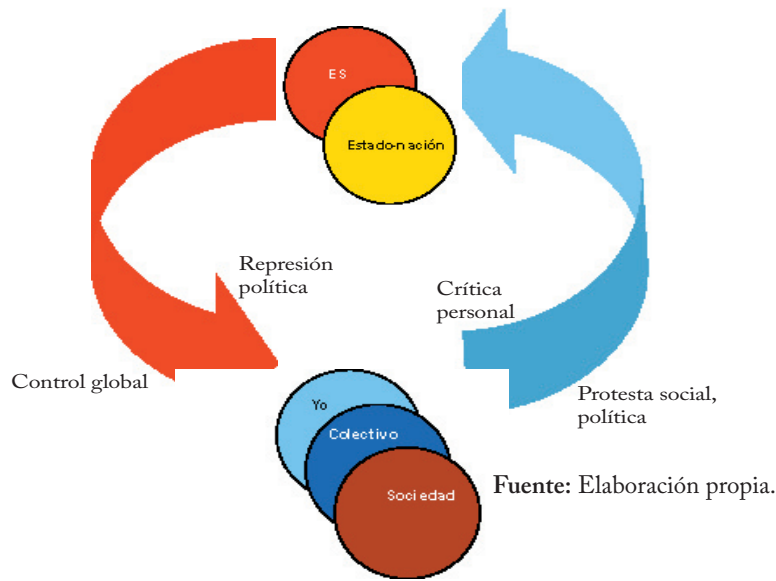 ES
Estado-nación
Represión
política
Crítica
personal
Control global
Protesta social,
política
Yo
Colectivo
Sociedad
Fuente: Elaboración propia.